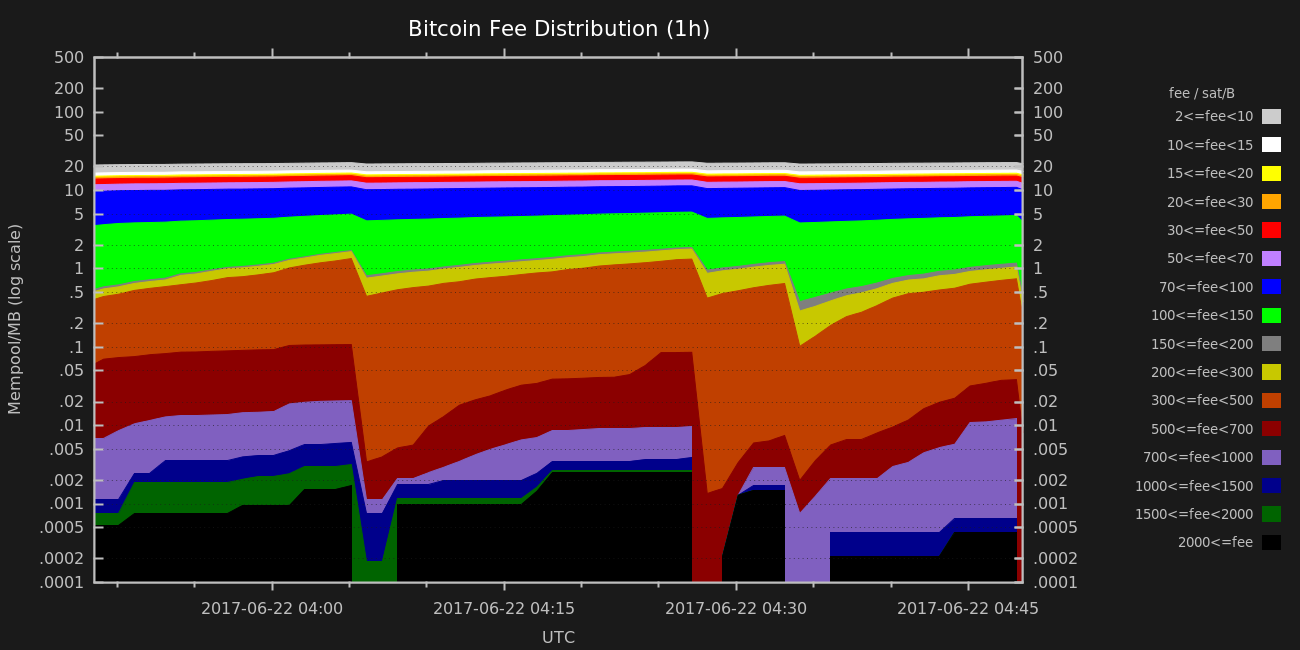 Bitcoin Fee Distribution (1h)
Mempool/MB (log scale)
500
200
100
50
20
10
5
2
1
.5
.2
.1
.05
.02
.01
.005
.002
.001
.0005
.0002
.0001
500
200
100
50
20
10
5
2
1
.5
.2
.1
.05
.02
.01
.005
.002
.001
.0005
.0002
.0001
2017-06-22 04:00
2017-06-22 04:15
2017-06-22 04:30
2017-06-22 04:45
UTC
fee / sat/B
2<=fee<10
10<=fee<15
15<=fee<20
20<=fee<30
30<=fee<50
50<=fee<70
70<=fee<100
100<=fee<150
150<=fee<200
200<=fee<300
300<=fee<500
500<=fee<700
700<=fee<1000
1000<=fee<1500
1500<=fee<2000
2000<=fee